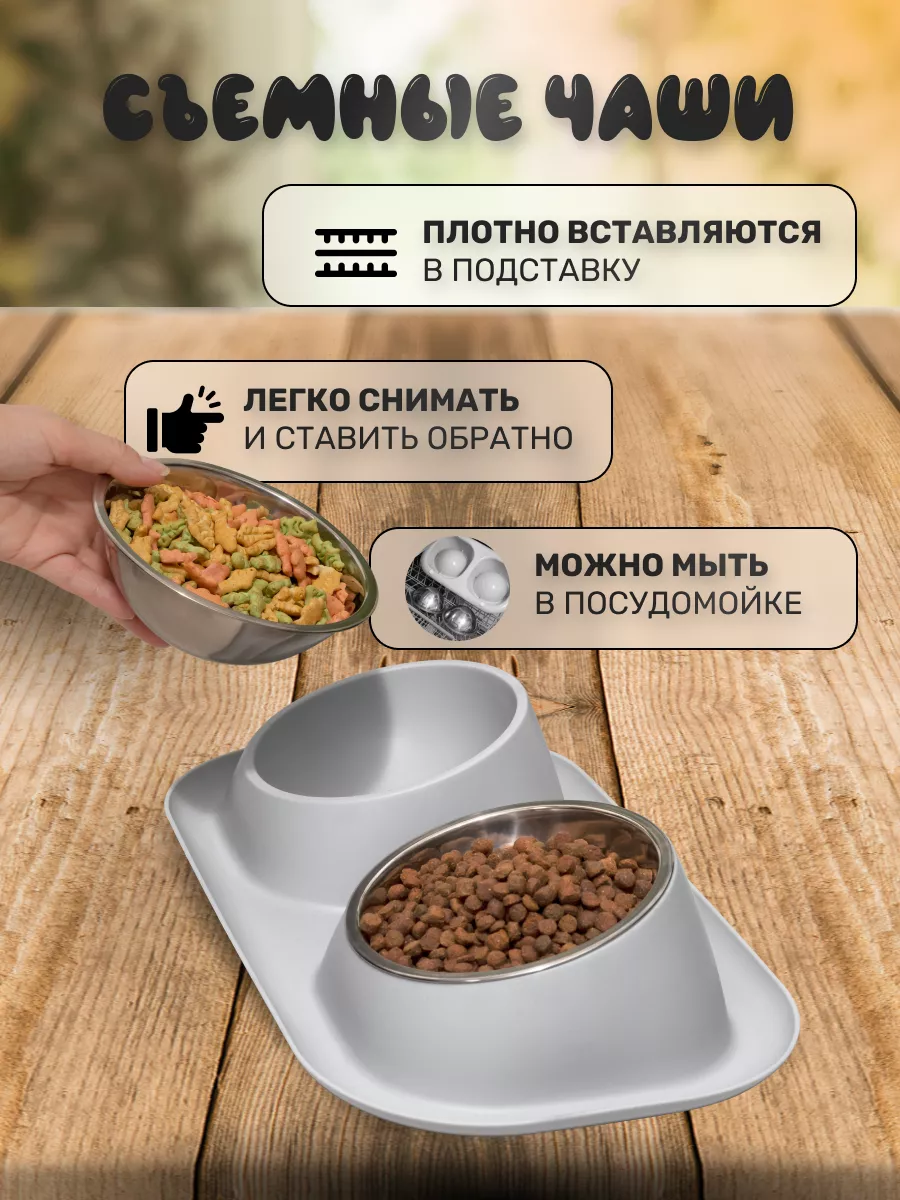 СЪЕМНЫЕ ЧАШИ
ПЛОТНО ВСТАВЛЯЮТСЯ
В ПОДСТАВКУ
ЛЕГКО СНИМАТЬ
И СТАВИТЬ ОБРАТНО
МОЖНО МЫТЬ
В ПОСУДОМОЙКЕ